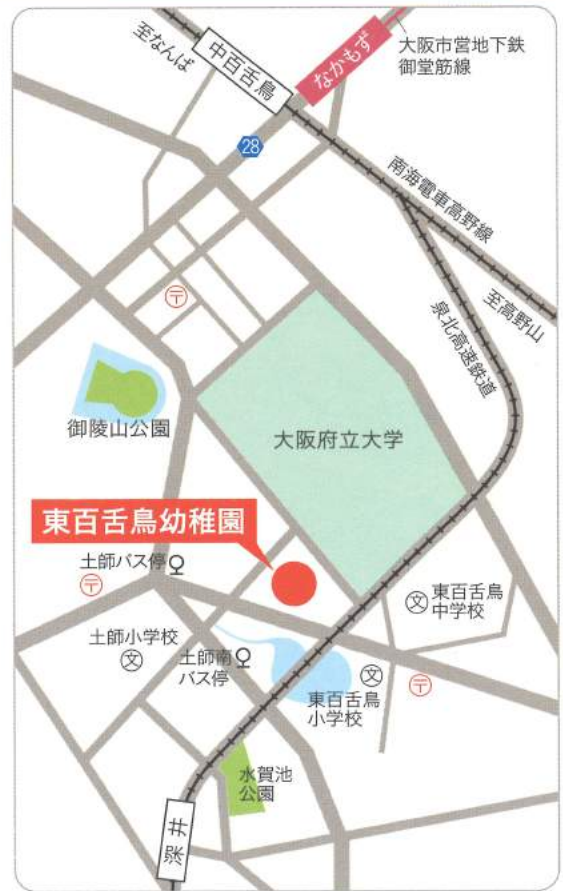 至なんば
中百舌鳥
なかもず
大阪市営地下鉄
御堂筋線
28
南海電車高野線
至高野山
泉北高速鉄道
〒
御陵山公園
大阪府立大学
東百舌鳥幼稚園
土師バス停
〒
文
東百舌鳥
中学校
土師小学校
文
土師南
バス停
文
東百舌鳥
小学校
〒
水賀池
公園
深井